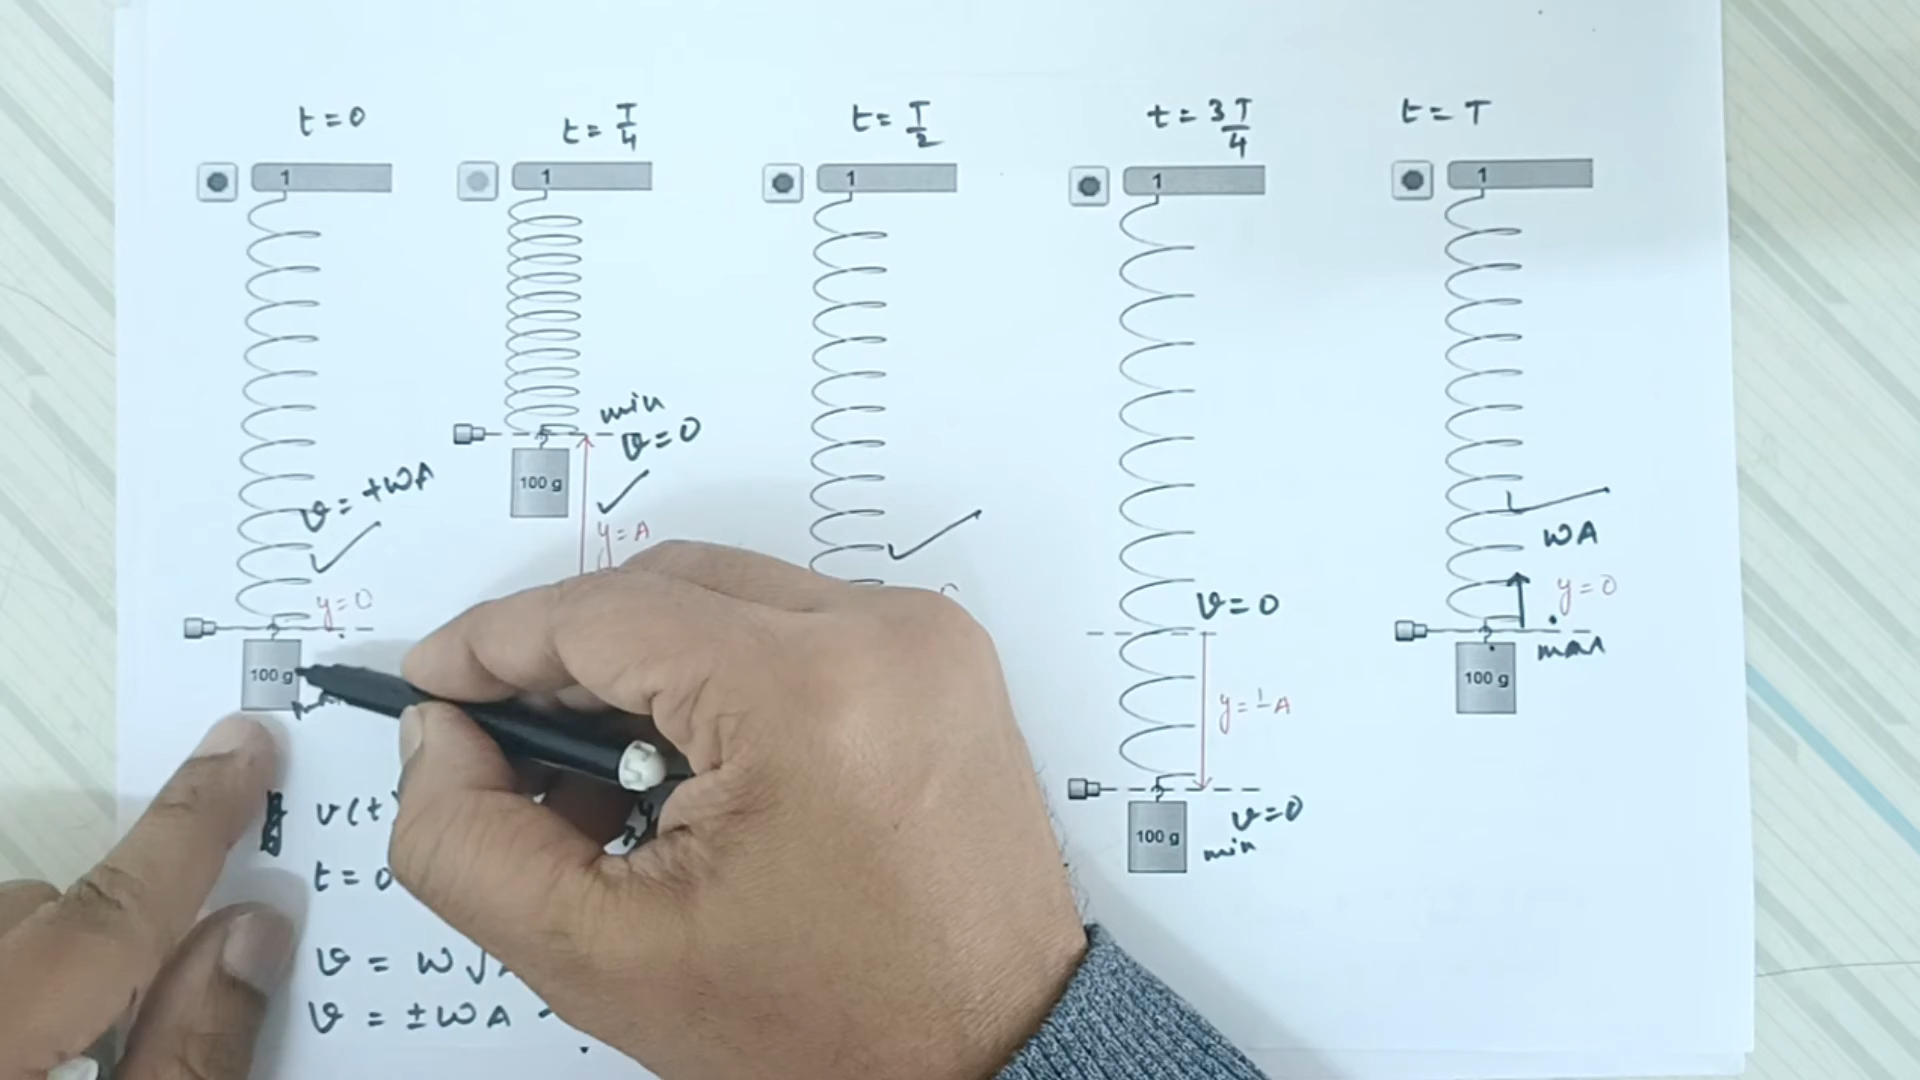 t = 0
t = T/4
t = T/2
t = 3T/4
t = T
1
1
1
1
1
min
v = 0
100 g
v = +ωA
y = A
ωA
y = 0
y = 0
v = 0
max
100 g
100 g
y = -A
v = 0
100 g
min
v(t)
t = 0
v = ω√
v = ±ωA